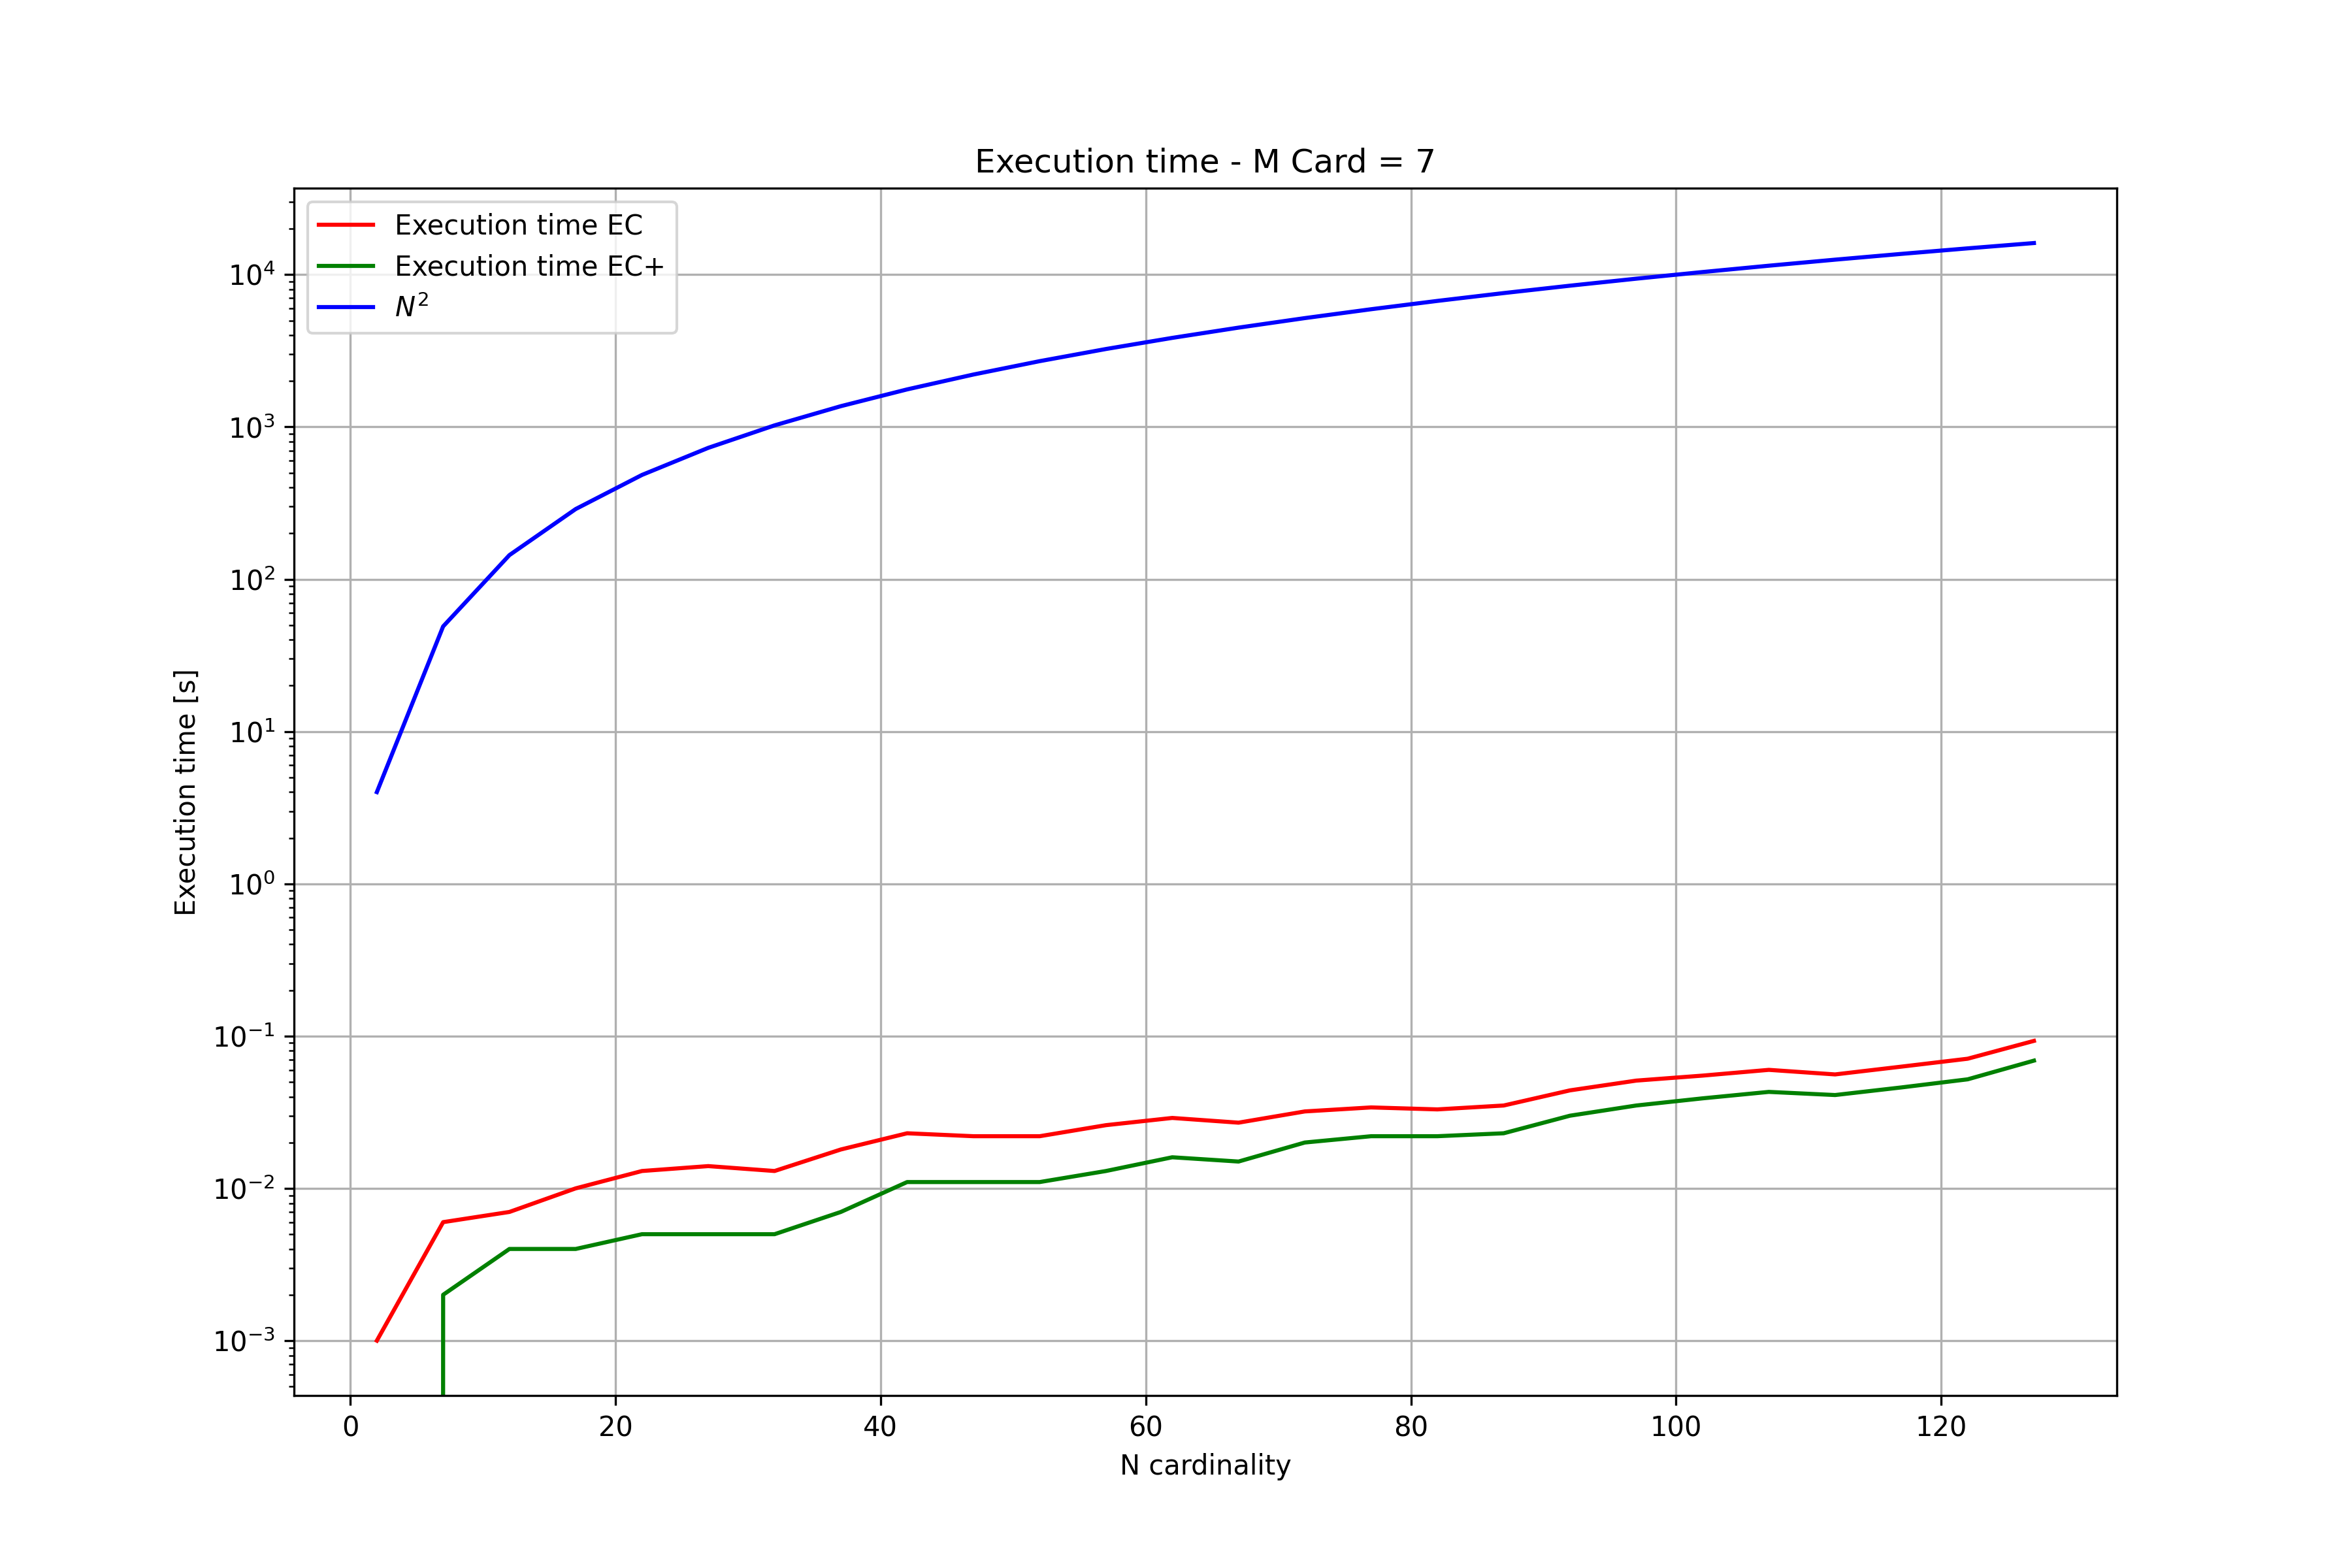 Execution time - M Card = 7
Execution time EC
Execution time EC+
N²
10⁴
10³
10²
10¹
10⁰
10⁻¹
10⁻²
10⁻³
Execution time [s]
0 20 40 60 80 100 120
N cardinality